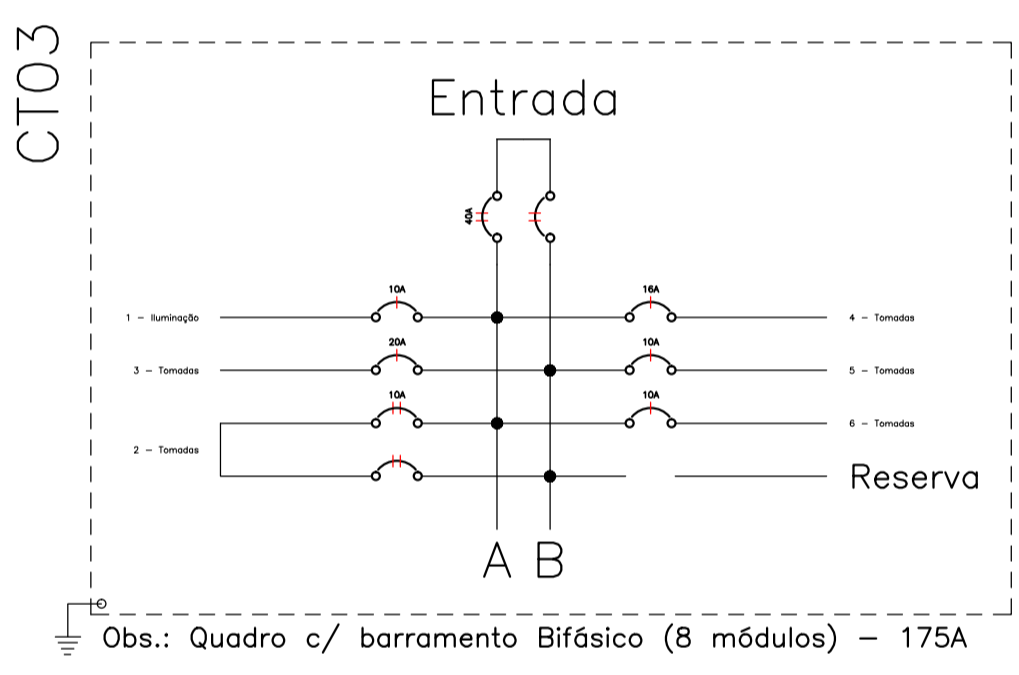 CT03
Entrada
40A
10A
16A
1 - Iluminação
4 - Tomadas
20A
10A
3 - Tomadas
5 - Tomadas
10A
10A
6 - Tomadas
2 - Tomadas
Reserva
A B
Obs.: Quadro c/ barramento Bifásico (8 módulos) - 175A